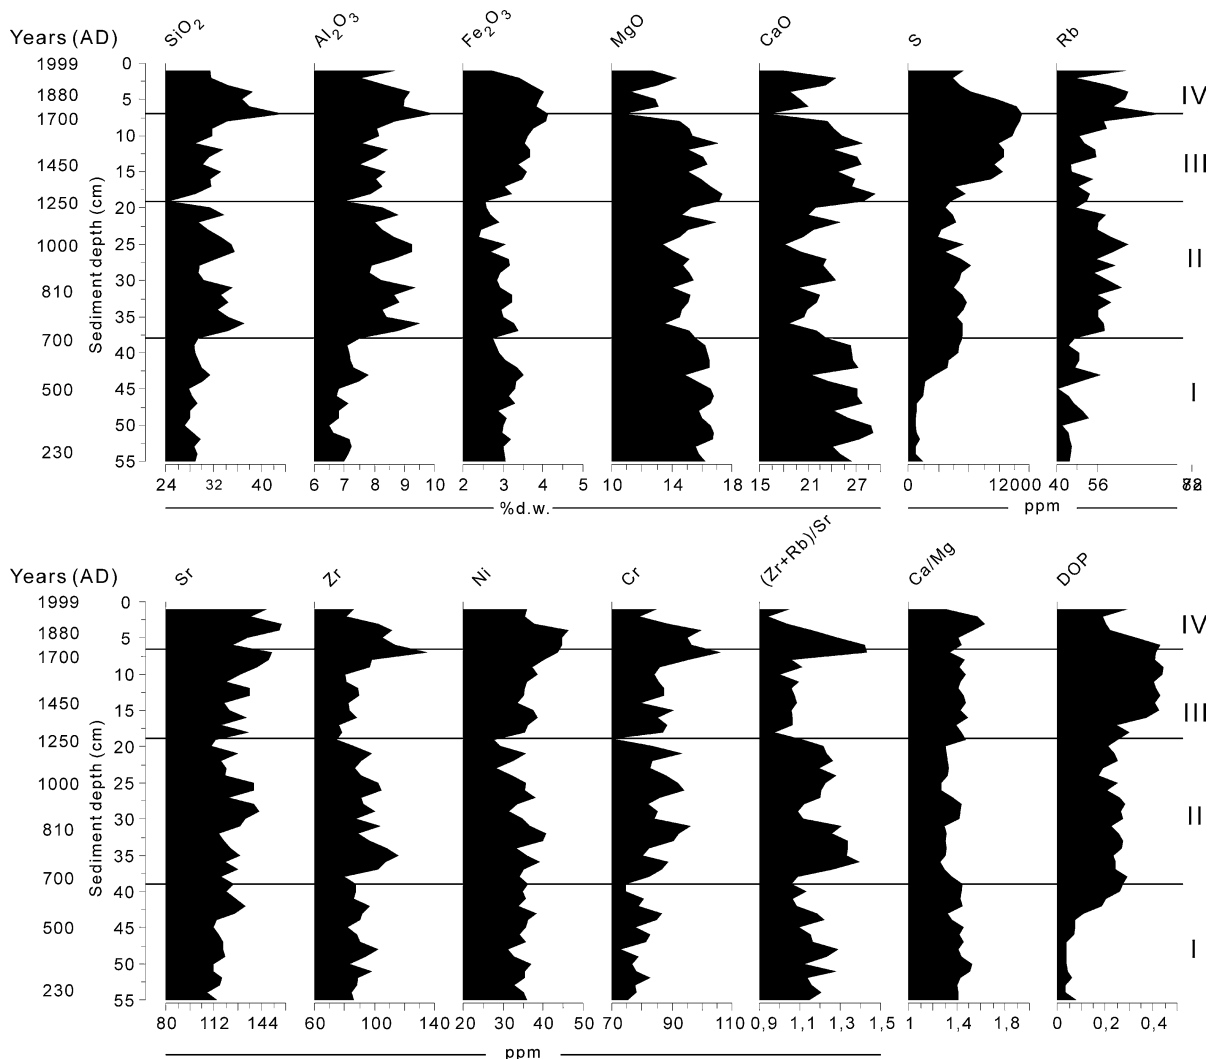 Years (AD) SiO2 Al2O3 Fe2O3 MgO CaO S Rb
1999 0
1880 5 IV
1700
10
1450 15 III
1250 20
1000 25 II
30
810
35
700
40
500 45 I
50
230
55
Sediment depth (cm)
24 32 40 6 7 8 9 10 2 3 4 5 10 14 18 15 21 27 0 12000 40 56 72
%d.w. ppm
Years (AD) Sr Zr Ni Cr (Zr+Rb)/Sr Ca/Mg DOP
1999 0
1880 5 IV
1700
10
1450 15 III
1250 20
1000 25
810 30 II
35
700
40
500 45
I
50
230
55
Sediment depth (cm)
80 112 144 60 100 140 20 30 40 50 70 90 110 0,9 1,1 1,3 1,5 1 1,4 1,8 0 0,2 0,4
ppm